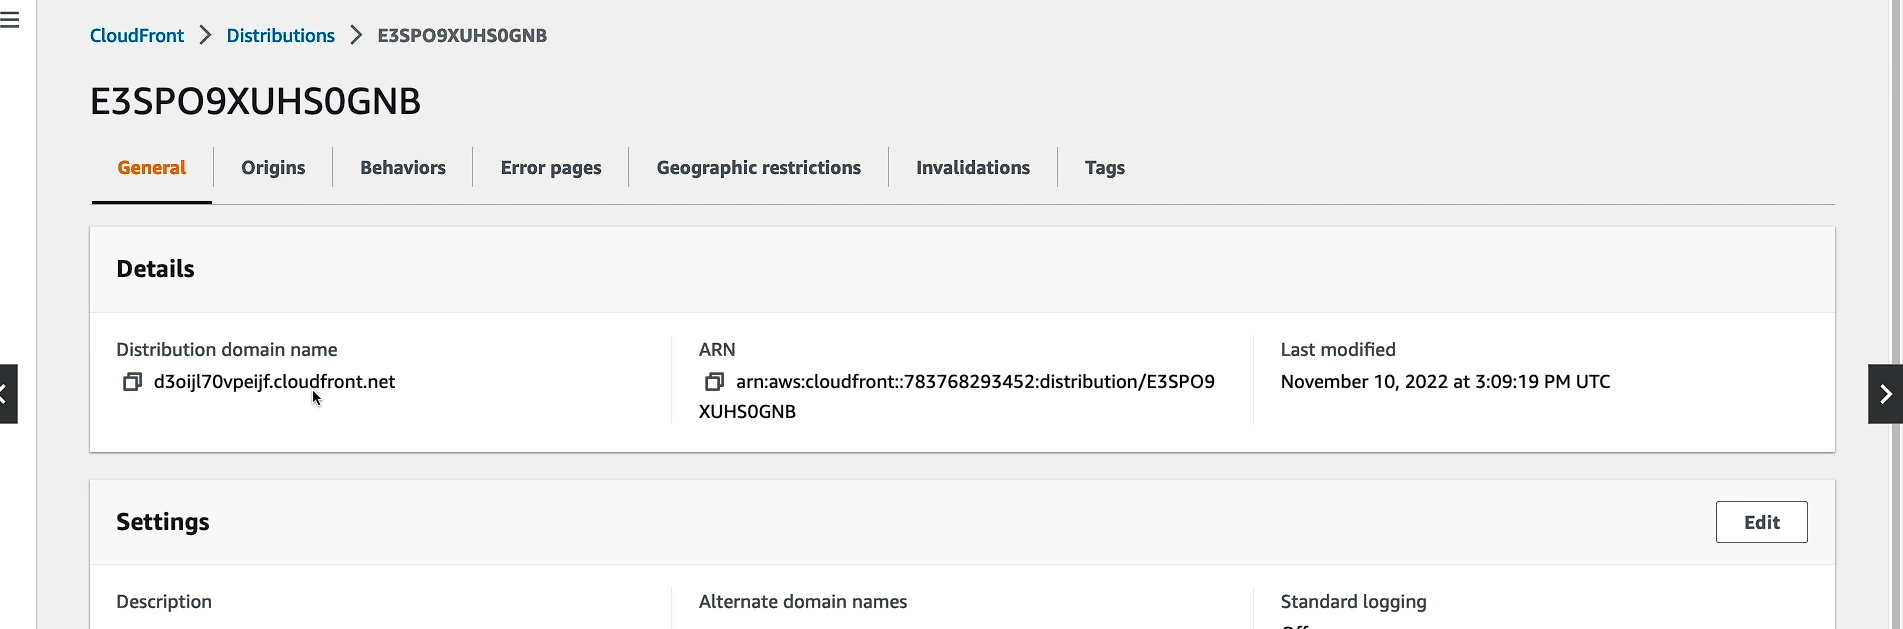 CloudFront > Distributions > E3SPO9XUHS0GNB
E3SPO9XUHS0GNB
General Origins Behaviors Error pages Geographic restrictions Invalidations Tags
Details
Distribution domain name ARN Last modified
d3oijl70vpeijf.cloudfront.net arn:aws:cloudfront::783768293452:distribution/E3SPO9 November 10, 2022 at 3:09:19 PM UTC
XUHS0GNB
Settings Edit
Description Alternate domain names Standard logging